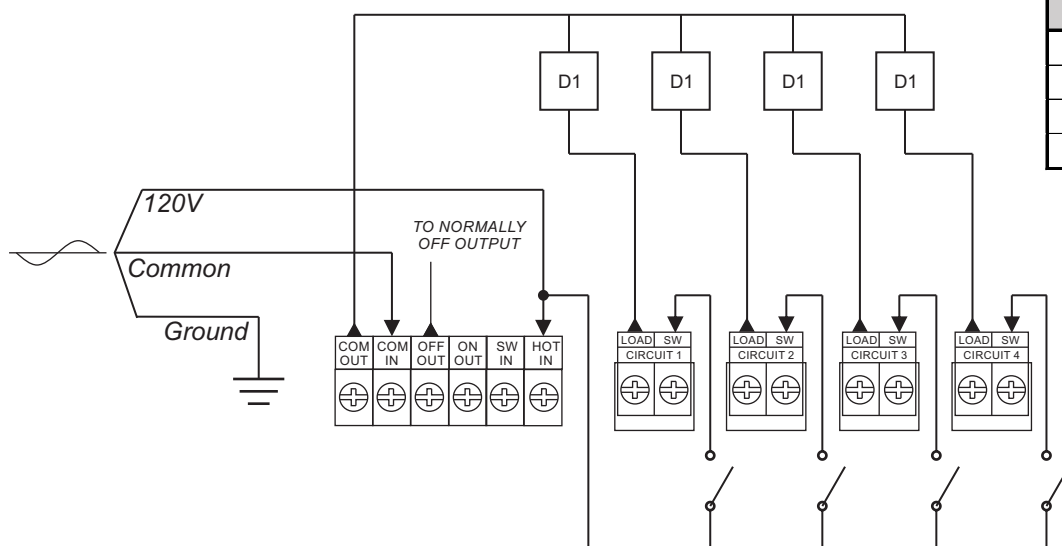 D1 D1 D1 D1
120V
TO NORMALLY
OFF OUTPUT
Common
Ground
COM OUT
COM IN
OFF OUT
ON OUT
SW IN
HOT IN
LOAD SW
CIRCUIT 1
LOAD SW
CIRCUIT 2
LOAD SW
CIRCUIT 3
LOAD SW
CIRCUIT 4